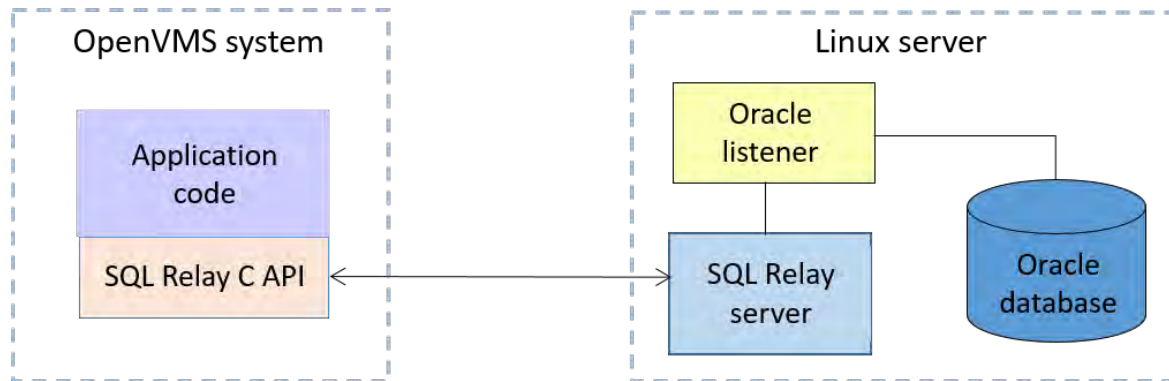 OpenVMS system
Application
code
SQL Relay C API
Linux server
Oracle
listener
SQL Relay
server
Oracle
database